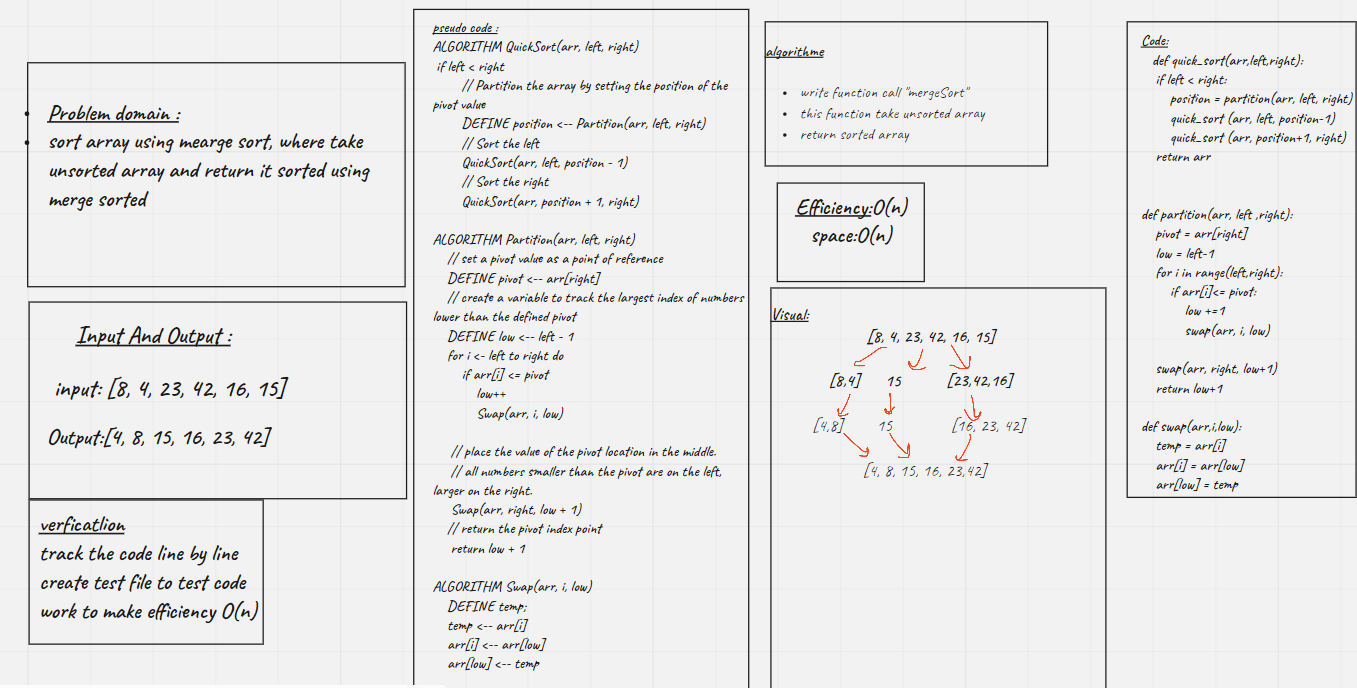 Problem domain :
sort array using mearge sort, where take
unsorted array and return it sorted using
merge sorted
Input And Output :
input: [8, 4, 23, 42, 16, 15]
Output:[4, 8, 15, 16, 23, 42]
verficatIon
track the code line by line
create test file to test code
work to make efficiency O(n)
pseudo code :
ALGORITHM QuickSort(arr, left, right)
if left < right
// Partition the array by setting the position of the
pivot value
DEFINE position <-- Partition(arr, left, right)
// Sort the left
QuickSort(arr, left, position - 1)
// Sort the right
QuickSort(arr, position + 1, right)
ALGORITHM Partition(arr, left, right)
// set a pivot value as a point of reference
DEFINE pivot <-- arr[right]
// create a variable to track the largest index of numbers
lower than the defined pivot
DEFINE low <-- left - 1
for i <- left to right do
if arr[i] <= pivot
low++
Swap(arr, i, low)
// place the value of the pivot location in the middle.
// all numbers smaller than the pivot are on the left,
larger on the right.
Swap(arr, right, low + 1)
// return the pivot index point
return low + 1
ALGORITHM Swap(arr, i, low)
DEFINE temp;
temp <-- arr[i]
arr[i] <-- arr[low]
arr[low] <-- temp
algorithme
write function call "mergeSort"
this function take unsorted array
return sorted array
Efficiency:O(n)
space:O(n)
Visual:
[8, 4, 23, 42, 16, 15]
[8,4] 15 [23,42,16]
[4,8] 15 [16, 23, 42]
[4, 8, 15, 16, 23,42]
Code:
def quick_sort(arr,left,right):
if left < right:
position = partition(arr, left, right)
quick_sort (arr, left, position-1)
quick_sort (arr, position+1, right)
return arr
def partition(arr, left ,right):
pivot = arr[right]
low = left-1
for i in range(left,right):
if arr[i]<= pivot:
low +=1
swap(arr, i, low)
swap(arr, right, low+1)
return low+1
def swap(arr,i,low):
temp = arr[i]
arr[i] = arr[low]
arr[low] = temp